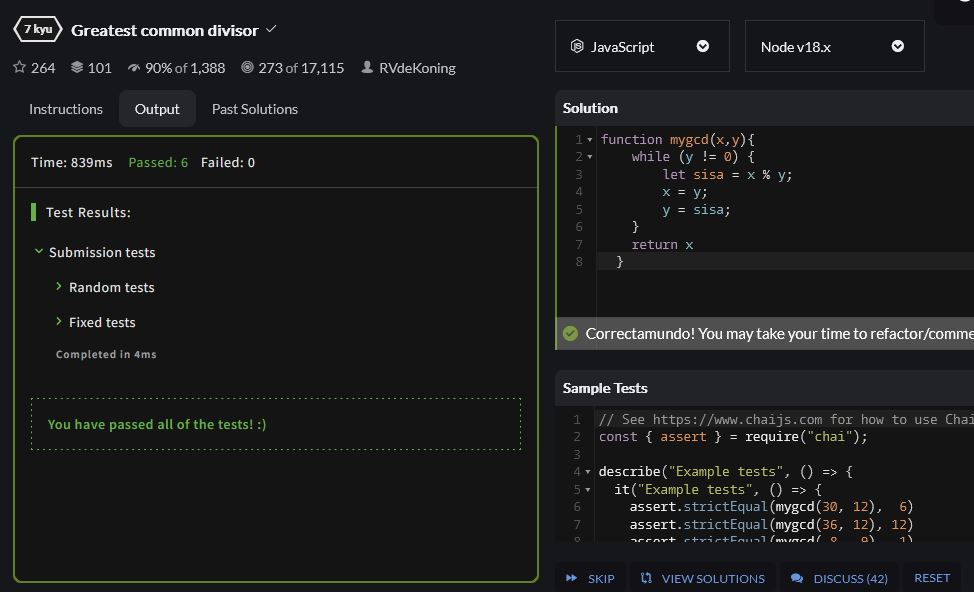 7 kyu Greatest common divisor
264 101 90% of 1,388 273 of 17,115 RVdeKoning
Instructions Output Past Solutions
Time: 839ms Passed: 6 Failed: 0
Test Results:
Submission tests
Random tests
Fixed tests
Completed in 4ms
You have passed all of the tests! :)
JavaScript Node v18.x
Solution
1 function mygcd(x,y){
2 while (y != 0) {
3 let sisa = x % y;
4 x = y;
5 y = sisa;
6 }
7 return x
8 }
Correctamundo! You may take your time to refactor/comme
Sample Tests
1 // See https://www.chaijs.com for how to use Chai
2 const { assert } = require("chai");
3
4 describe("Example tests", () => {
5 it("Example tests", () => {
6 assert.strictEqual(mygcd(30, 12), 6)
7 assert.strictEqual(mygcd(36, 12), 12)
8 assert.strictEqual(mygcd( 8, 9), 1)
SKIP VIEW SOLUTIONS DISCUSS (42) RESET